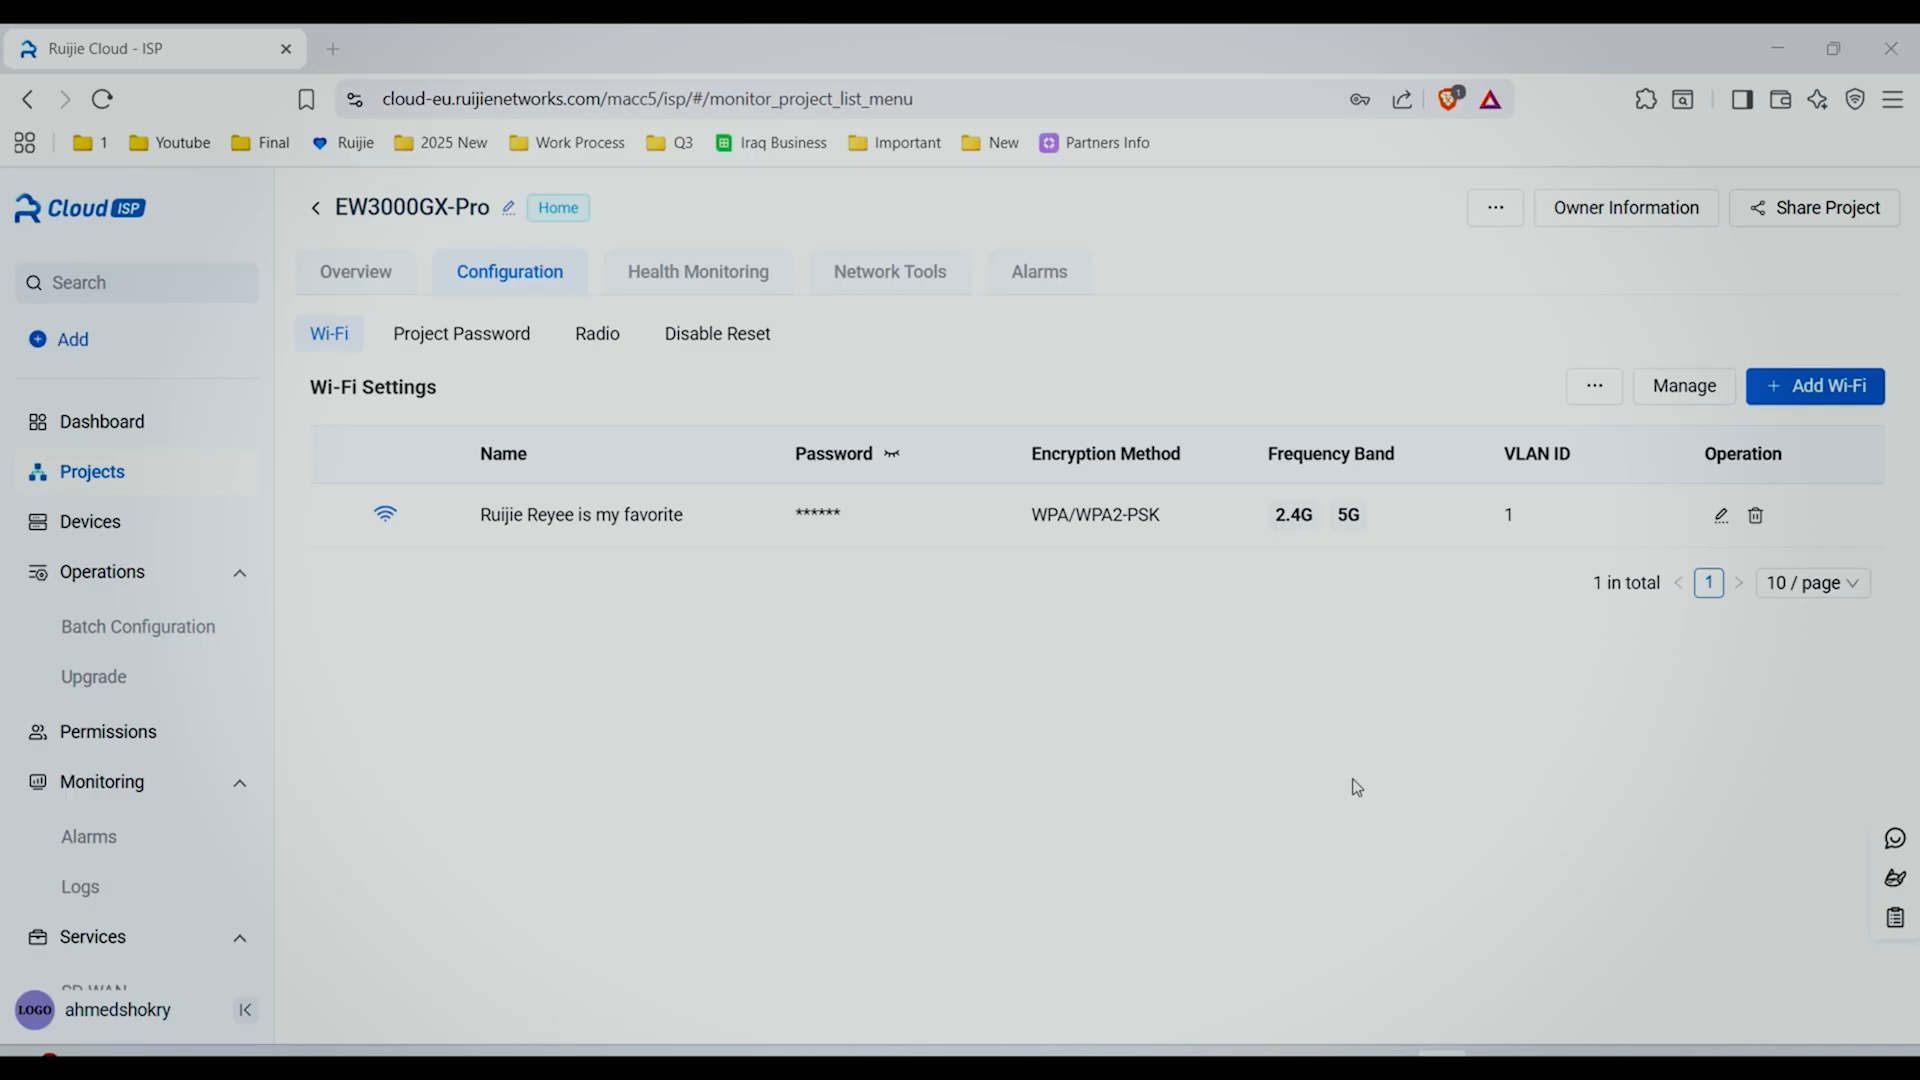 Ruijie Cloud - ISP
cloud-eu.ruijienetworks.com/macc5/isp/#/monitor_project_list_menu
1
1 Youtube Final Ruijie 2025 New Work Process Q3 Iraq Business Important New Partners Info
Cloud ISP
EW3000GX-Pro Home ... Owner Information Share Project
Search
Overview Configuration Health Monitoring Network Tools Alarms
Add
Wi-Fi Project Password Radio Disable Reset
Wi-Fi Settings ... Manage + Add Wi-Fi
Dashboard
Projects
Devices
Operations
Batch Configuration
Upgrade
Permissions
Monitoring
Alarms
Logs
Services
LOGO ahmedshokry
Name Password Encryption Method Frequency Band VLAN ID Operation
Ruijie Reyee is my favorite ****** WPA/WPA2-PSK 2.4G 5G 1
1 in total < 1 > 10 / page